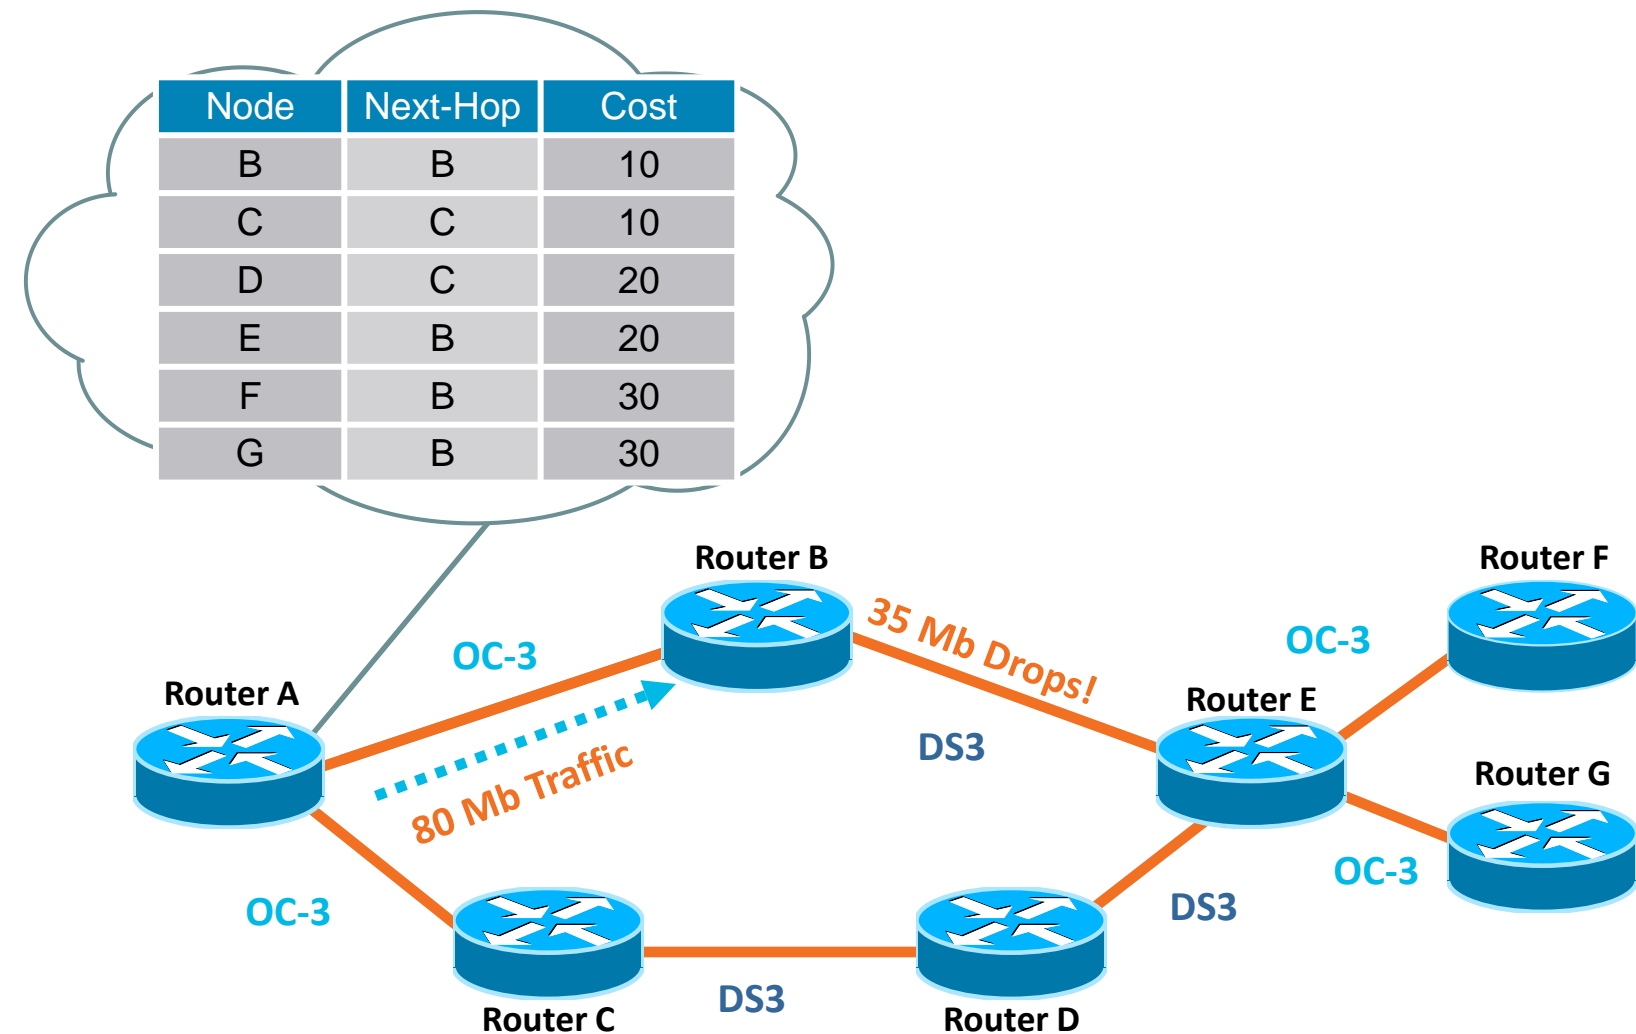 Node Next-Hop Cost
B B 10
C C 10
D C 20
E B 20
F B 30
G B 30
Router B
Router F
35 Mb Drops!
OC-3
OC-3
Router A
Router E
DS3
80 Mb Traffic
Router G
OC-3
OC-3
DS3
DS3
Router C
Router D